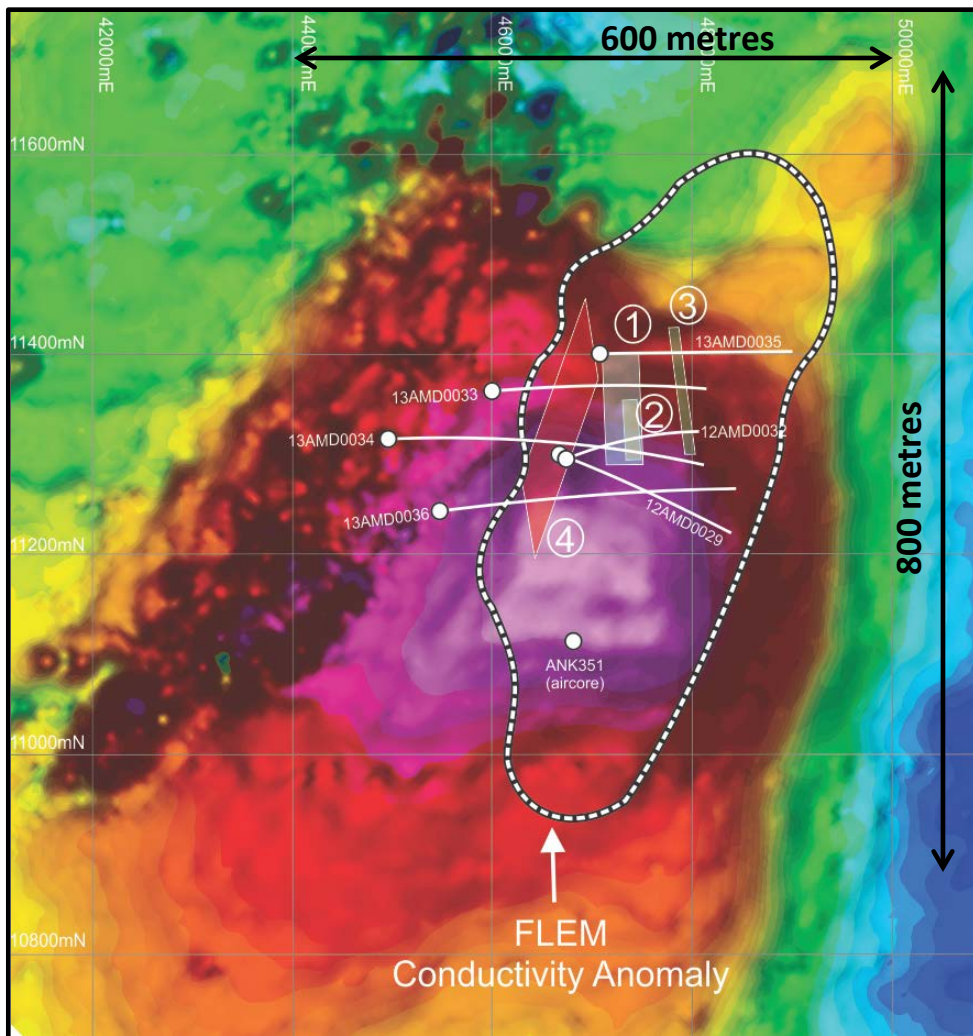 600 metres
42000mE
44000mE
46000mE
50000mE
11600mN
800 metres
③
①
13AMD0035
11400mN
13AMD0033
②
12AMD0032
13AMD0034
13AMD0036
12AMD0029
④
11200mN
ANK351
(aircore)
11000mN
FLEM
Conductivity Anomaly
10800mN